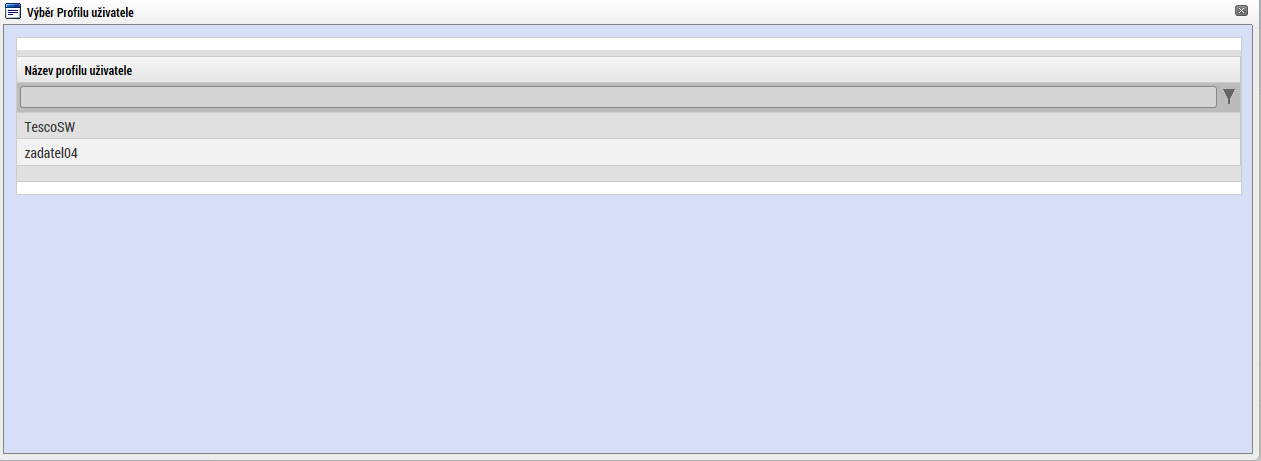 Výběr Profilu uživatele
Název profilu uživatele
TescoSW
zadatel04